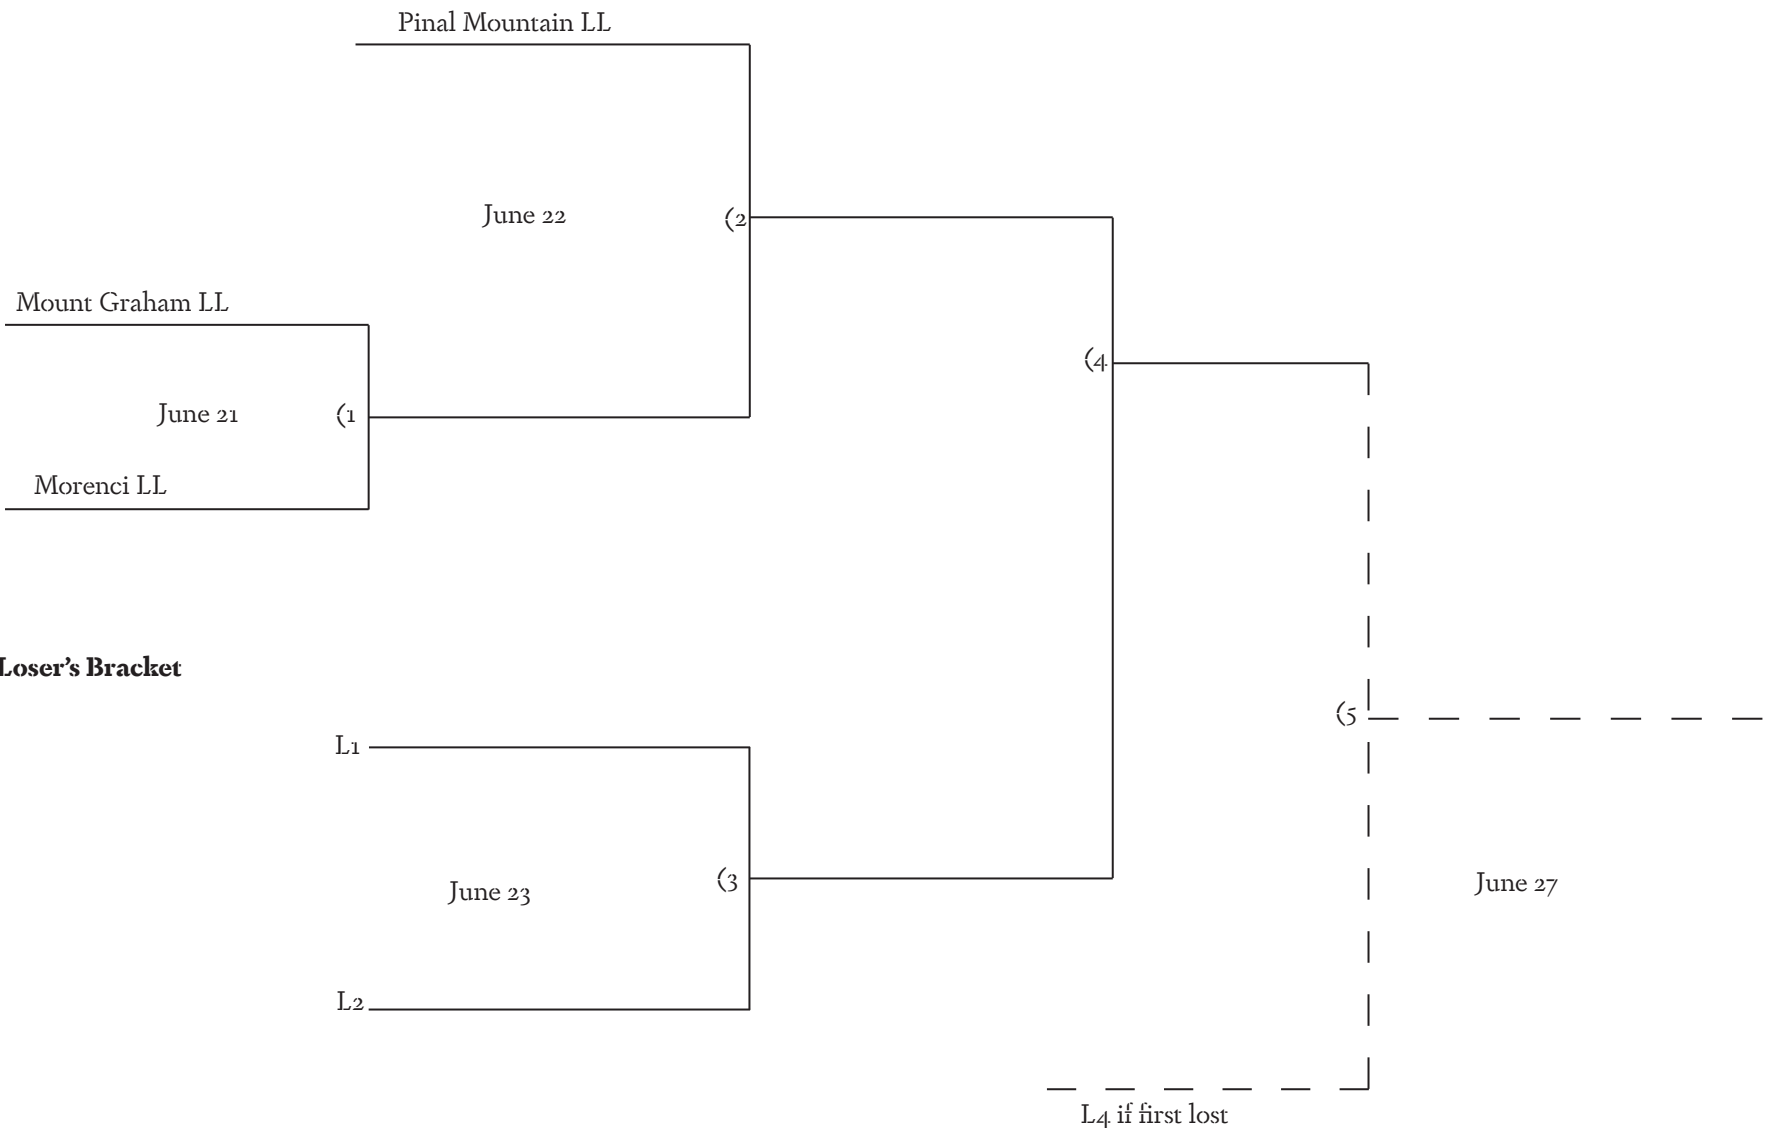 Pinal Mountain LL
June 22
(2
Mount Graham LL
(4
June 21
(1
Morenci LL
Loser's Bracket
(5
L1
(3
June 23
June 27
L2
L4 if first lost